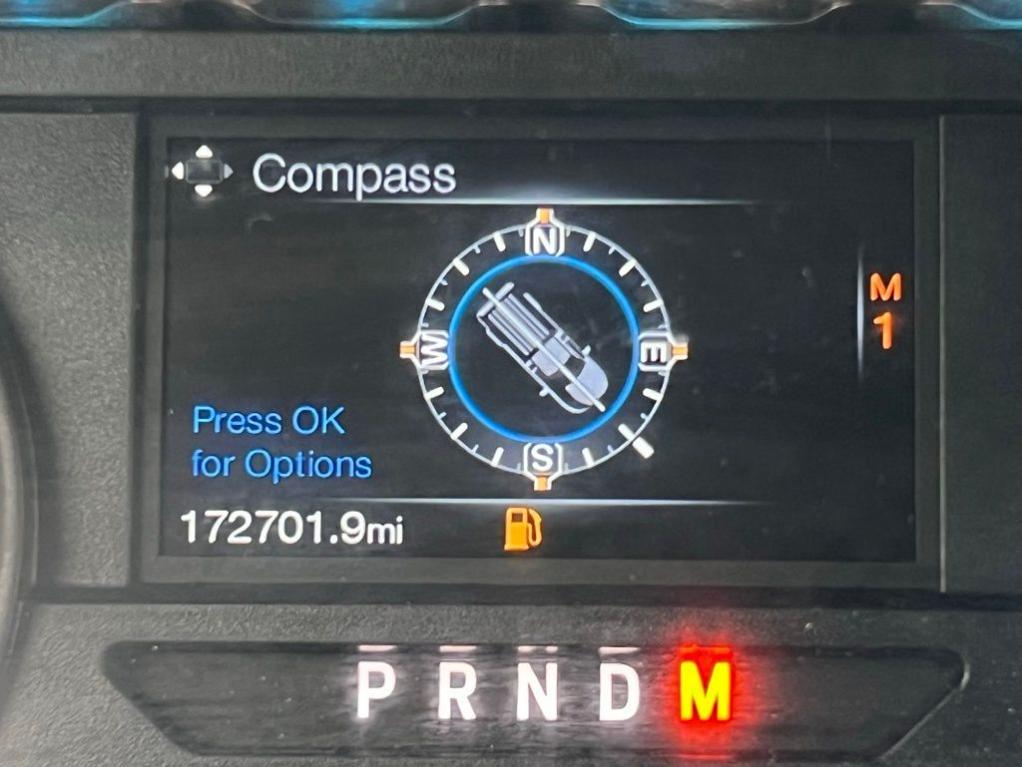 Compass
N
M
1
W
E
Press OK
for Options
S
172701.9mi
P R N D M